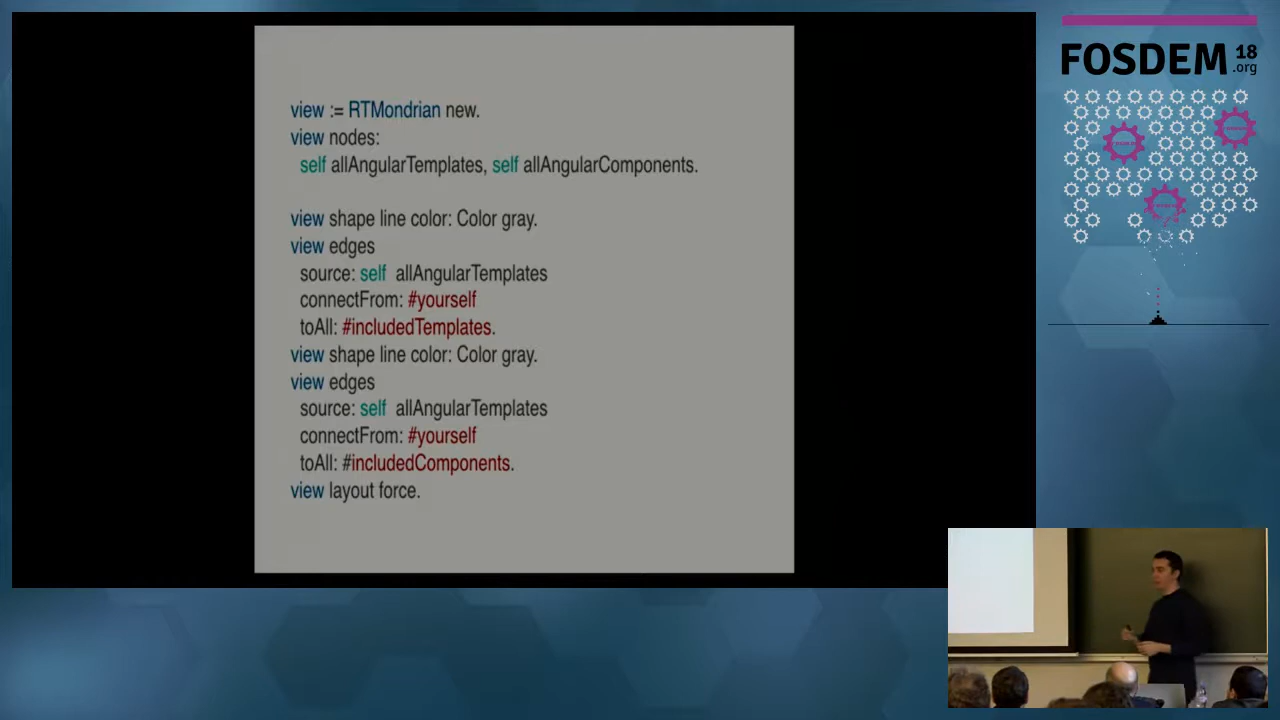 view := RTMondrian new.
view nodes:
self allAngularTemplates, self allAngularComponents.
view shape line color: Color gray.
view edges
source: self allAngularTemplates
connectFrom: #yourself
toAll: #includedTemplates.
view shape line color: Color gray.
view edges
source: self allAngularTemplates
connectFrom: #yourself
toAll: #includedComponents.
view layout force.
FOSDEM 18
.org